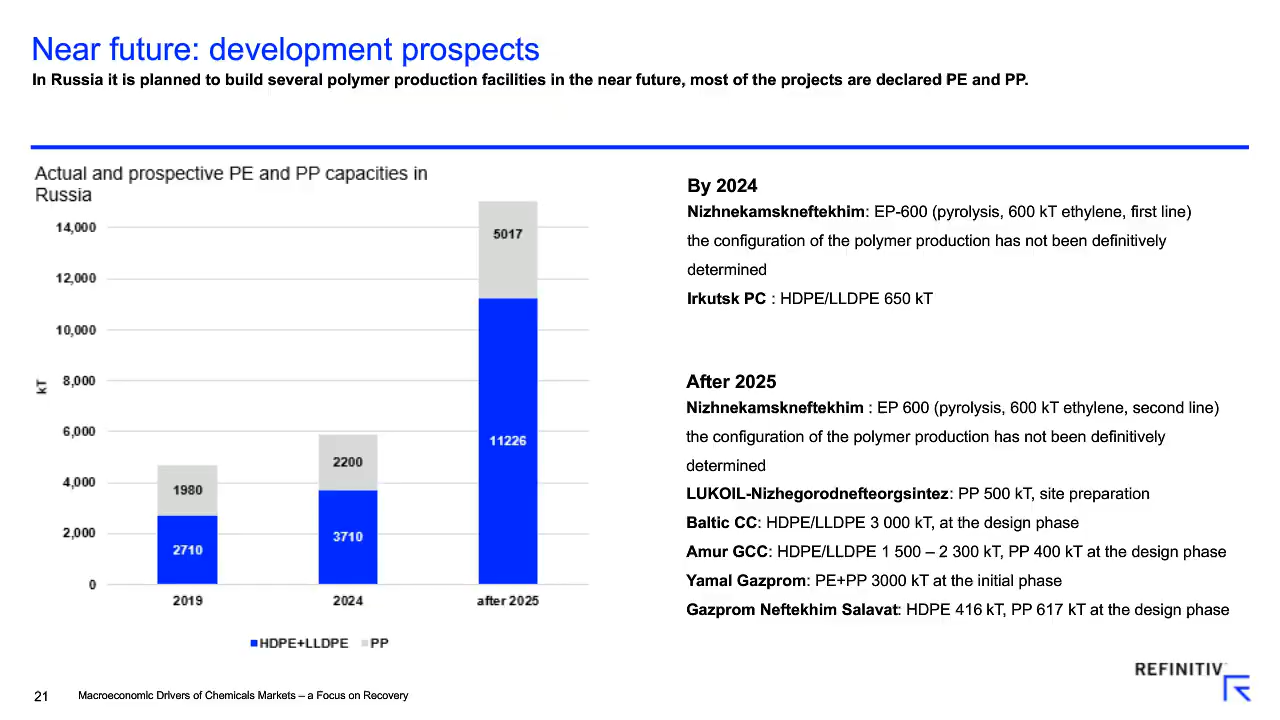 Near future: development prospects
In Russia it is planned to build several polymer production facilities in the near future, most of the projects are declared PE and PP.
Actual and prospective PE and PP capacities in
Russia
14,000
12,000
10,000
8,000
6,000
4,000
2,000
0
kT
1980
2710
2200
3710
5017
11226
2019
2024
after 2025
HDPE+LLDPE
PP
By 2024
Nizhnekamskneftekhim: EP-600 (pyrolysis, 600 kT ethylene, first line)
the configuration of the polymer production has not been definitively
determined
Irkutsk PC : HDPE/LLDPE 650 kT
After 2025
Nizhnekamskneftekhim : EP 600 (pyrolysis, 600 kT ethylene, second line)
the configuration of the polymer production has not been definitively
determined
LUKOIL-Nizhegorodnefteorgsintez: PP 500 kT, site preparation
Baltic CC: HDPE/LLDPE 3 000 kT, at the design phase
Amur GCC: HDPE/LLDPE 1 500 – 2 300 kT, PP 400 kT at the design phase
Yamal Gazprom: PE+PP 3000 kT at the initial phase
Gazprom Neftekhim Salavat: HDPE 416 kT, PP 617 kT at the design phase
REFINITIV
21
Macroeconomic Drivers of Chemicals Markets – a Focus on Recovery